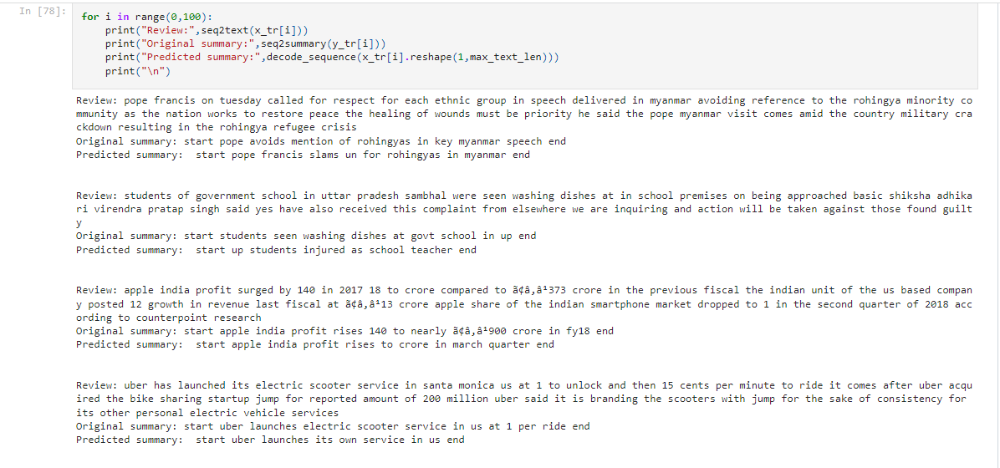 In [78]:
for i in range(0,100):
    print("Review:",seq2text(x_tr[i]))
    print("Original summary:",seq2summary(y_tr[i]))
    print("Predicted summary:",decode_sequence(x_tr[i].reshape(1,max_text_len)))
    print("\n")
Review: pope francis on tuesday called for respect for each ethnic group in speech delivered in myanmar avoiding reference to the rohingya minority co
mmunity as the nation works to restore peace the healing of wounds must be priority he said the pope myanmar visit comes amid the country military cra
ckdown resulting in the rohingya refugee crisis
Original summary: start pope avoids mention of rohingyas in key myanmar speech end
Predicted summary:  start pope francis slams un for rohingyas in myanmar end
Review: students of government school in uttar pradesh sambhal were seen washing dishes at in school premises on being approached basic shiksha adhika
ri virendra pratap singh said yes have also received this complaint from elsewhere we are inquiring and action will be taken against those found guilt
y
Original summary: start students seen washing dishes at govt school in up end
Predicted summary:  start up students injured as school teacher end
Review: apple india profit surged by 140 in 2017 18 to crore compared to ã¢â‚â¹373 crore in the previous fiscal the indian unit of the us based compan
y posted 12 growth in revenue last fiscal at ã¢â‚â¹13 crore apple share of the indian smartphone market dropped to 1 in the second quarter of 2018 acc
ording to counterpoint research
Original summary: start apple india profit rises 140 to nearly ã¢â‚â¹900 crore in fy18 end
Predicted summary:  start apple india profit rises to crore in march quarter end
Review: uber has launched its electric scooter service in santa monica us at 1 to unlock and then 15 cents per minute to ride it comes after uber acqu
ired the bike sharing startup jump for reported amount of 200 million uber said it is branding the scooters with jump for the sake of consistency for
its other personal electric vehicle services
Original summary: start uber launches electric scooter service in us at 1 per ride end
Predicted summary:  start uber launches its own service in us end